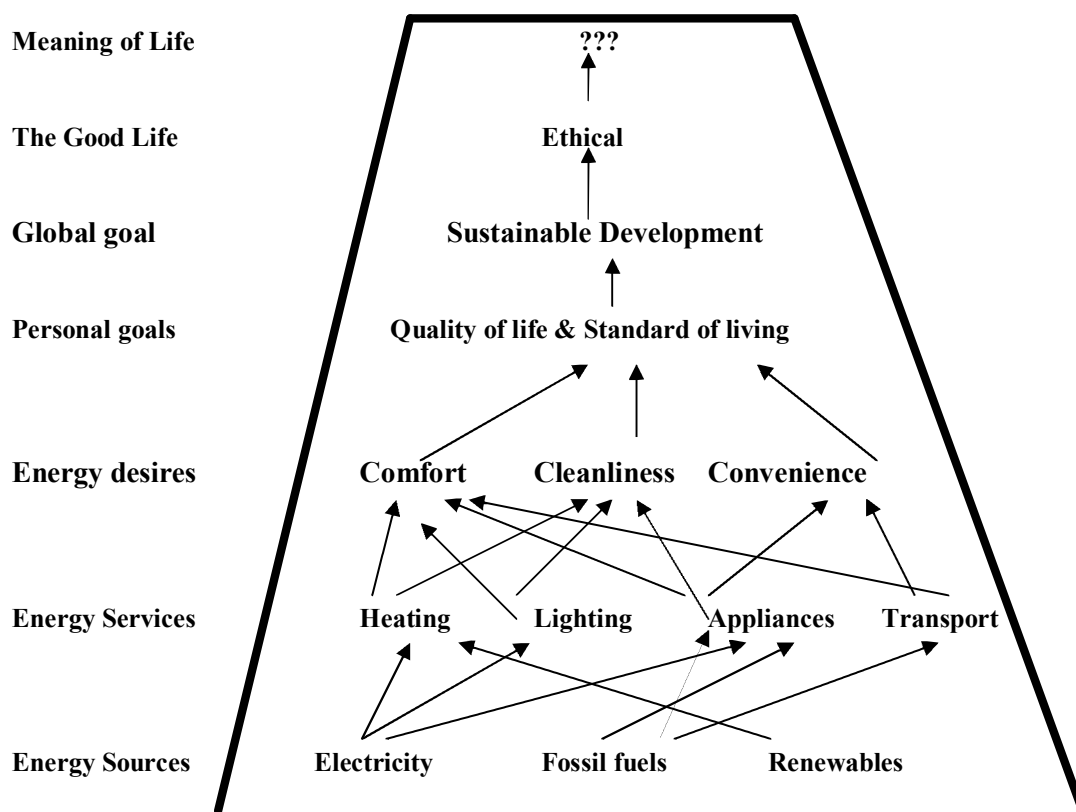 Meaning of Life ???
The Good Life Ethical
Global goal Sustainable Development
Personal goals Quality of life & Standard of living
Energy desires Comfort Cleanliness Convenience
Energy Services Heating Lighting Appliances Transport
Energy Sources Electricity Fossil fuels Renewables